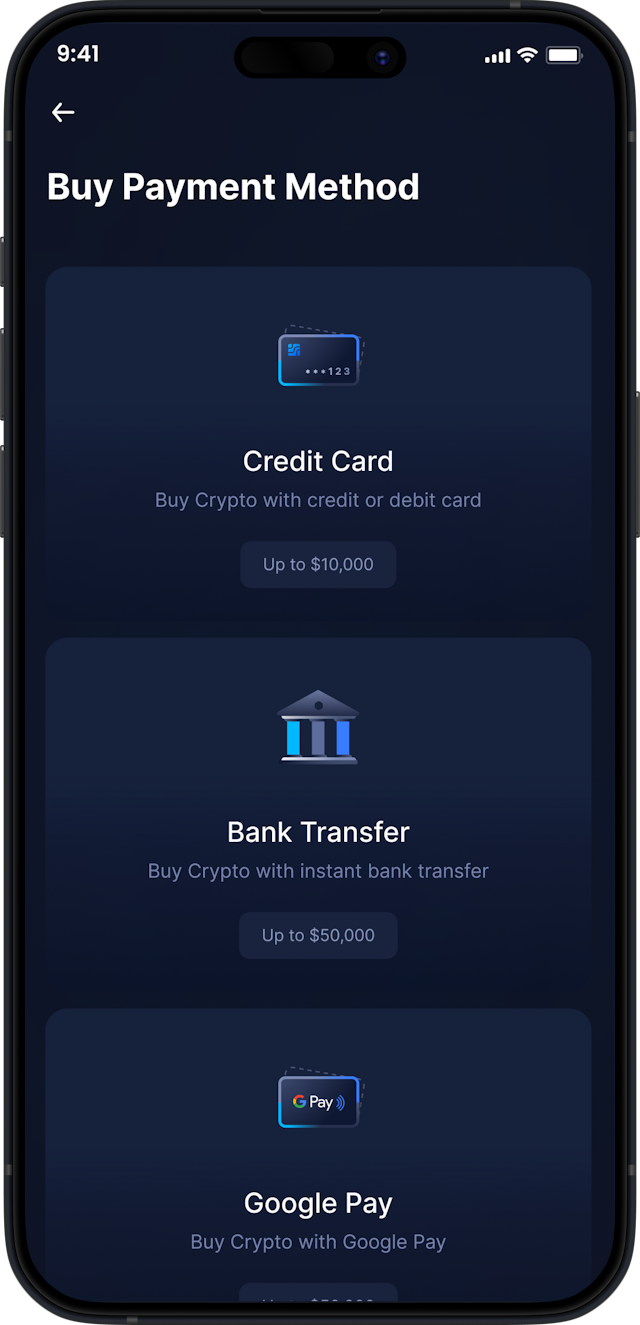 9:41
Buy Payment Method
***123
Credit Card
Buy Crypto with credit or debit card
Up to $10,000
Bank Transfer
Buy Crypto with instant bank transfer
Up to $50,000
G Pay
Google Pay
Buy Crypto with Google Pay